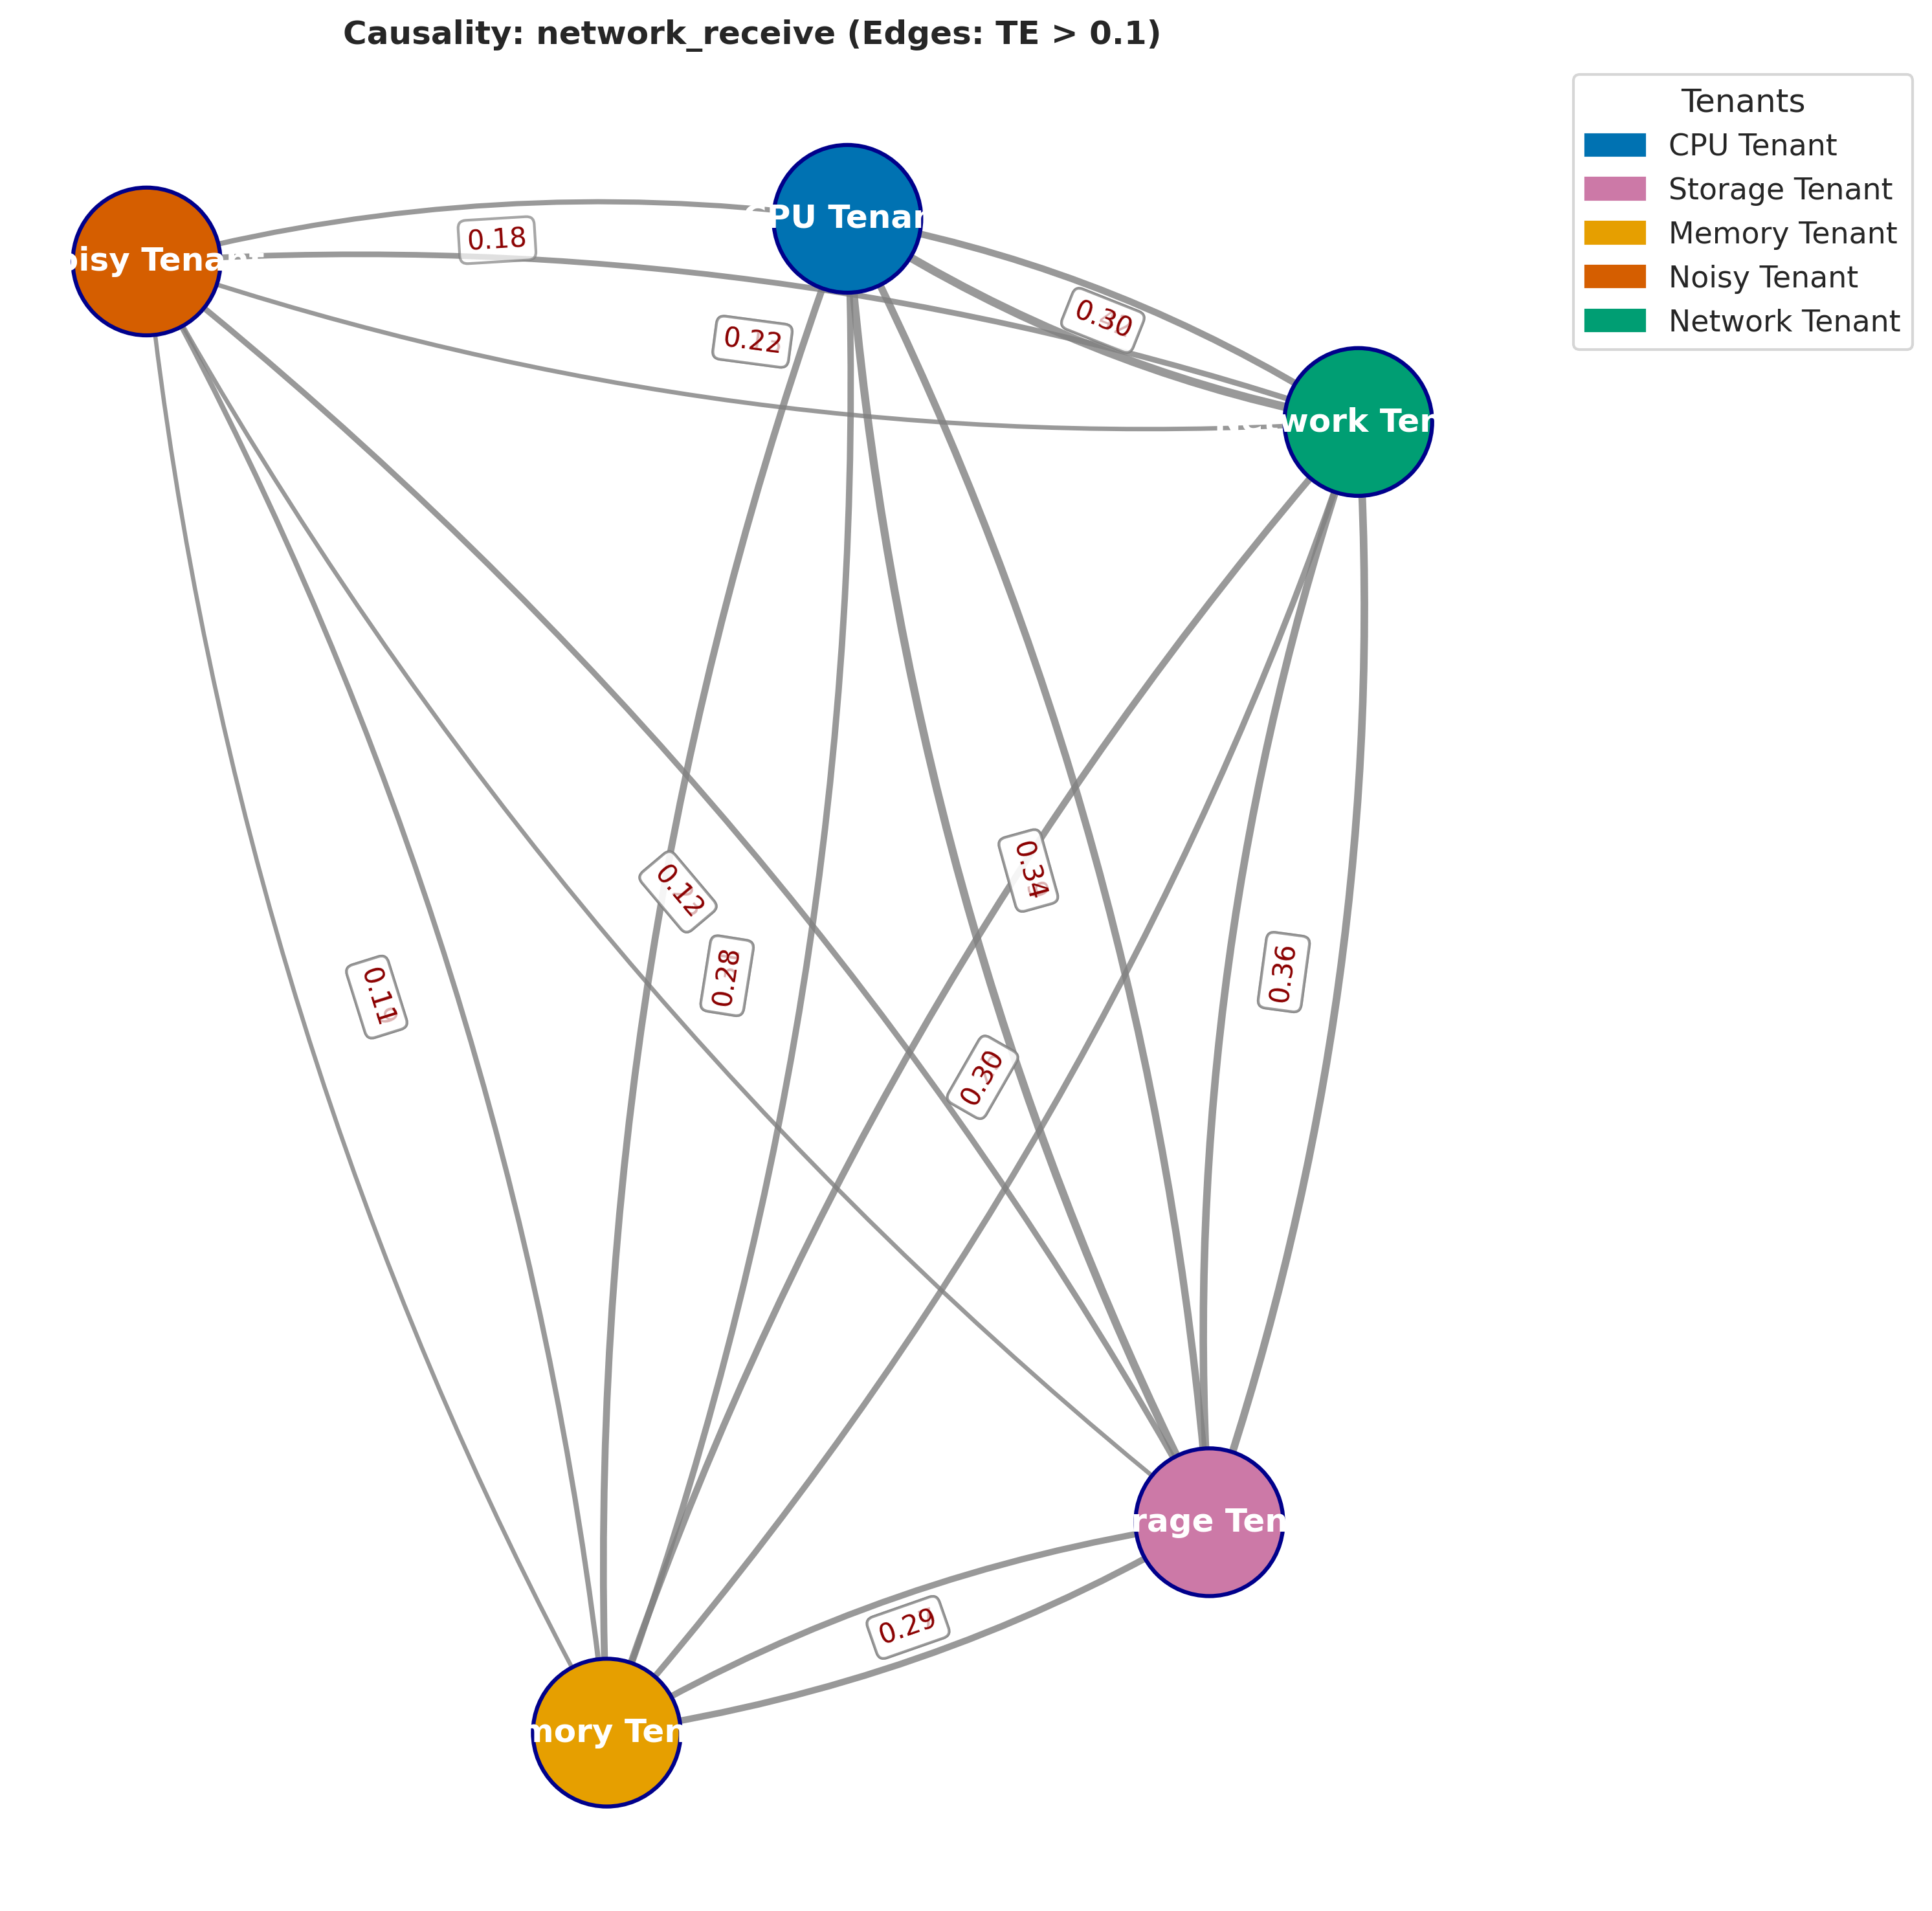 Causality: network_receive (Edges: TE > 0.1)
Tenants
CPU Tenant
Storage Tenant
Memory Tenant
Noisy Tenant
Network Tenant
CPU Tenan
oisy Tenant
work Ten
rage Ten
mory Ten
0.18
0.22
0.30
0.12
0.34
0.28
0.36
0.11
0.30
0.29